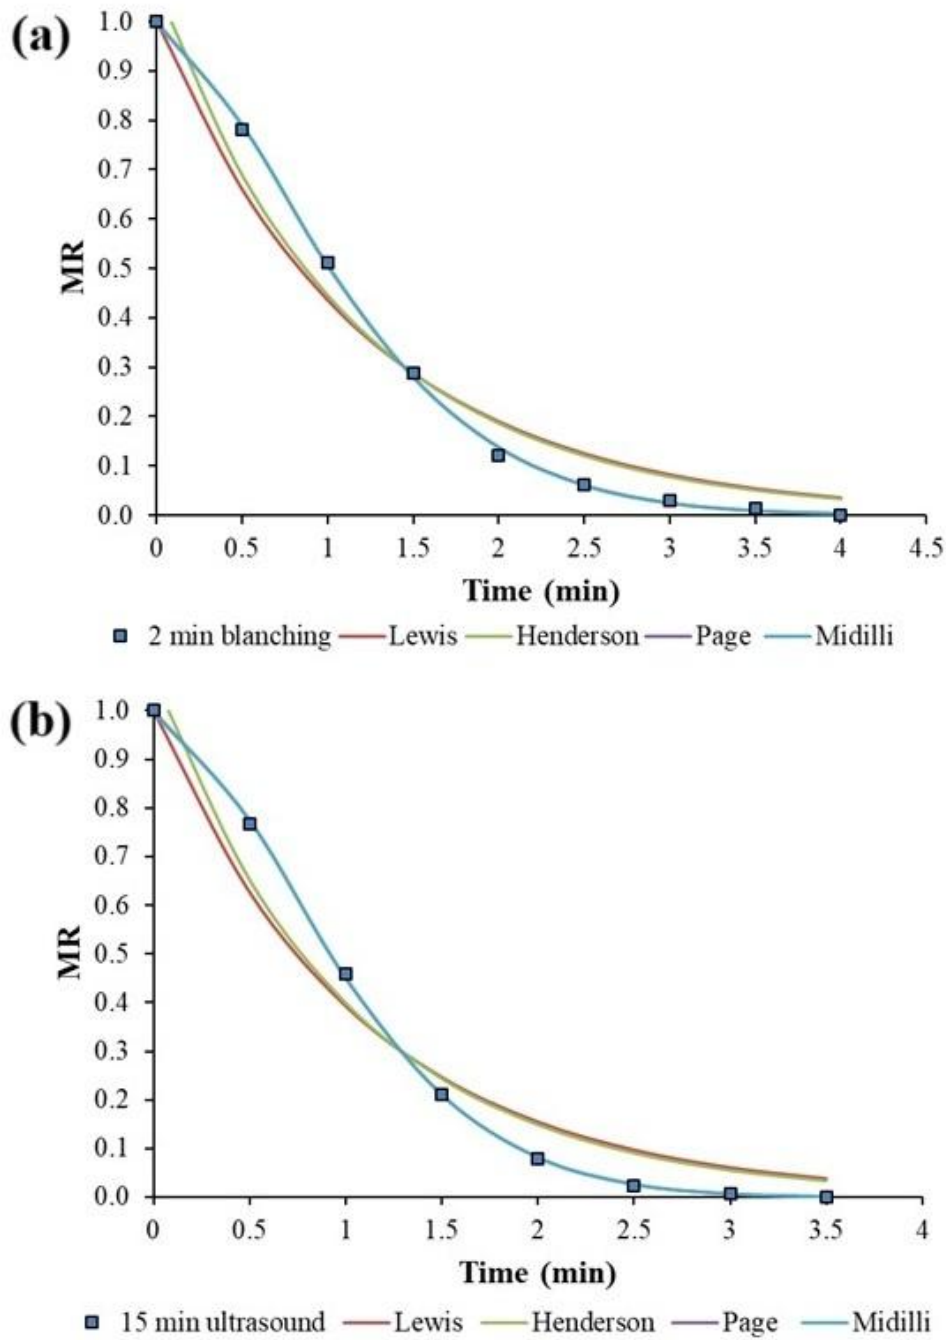 (a)
1.0
0.9
0.8
0.7
0.6
0.5
0.4
0.3
0.2
0.1
0.0
MR
0 0.5 1 1.5 2 2.5 3 3.5 4 4.5
Time (min)
2 min blanching Lewis Henderson Page Midilli
(b)
1.0
0.9
0.8
0.7
0.6
0.5
0.4
0.3
0.2
0.1
0.0
MR
0 0.5 1 1.5 2 2.5 3 3.5 4
Time (min)
15 min ultrasound Lewis Henderson Page Midilli